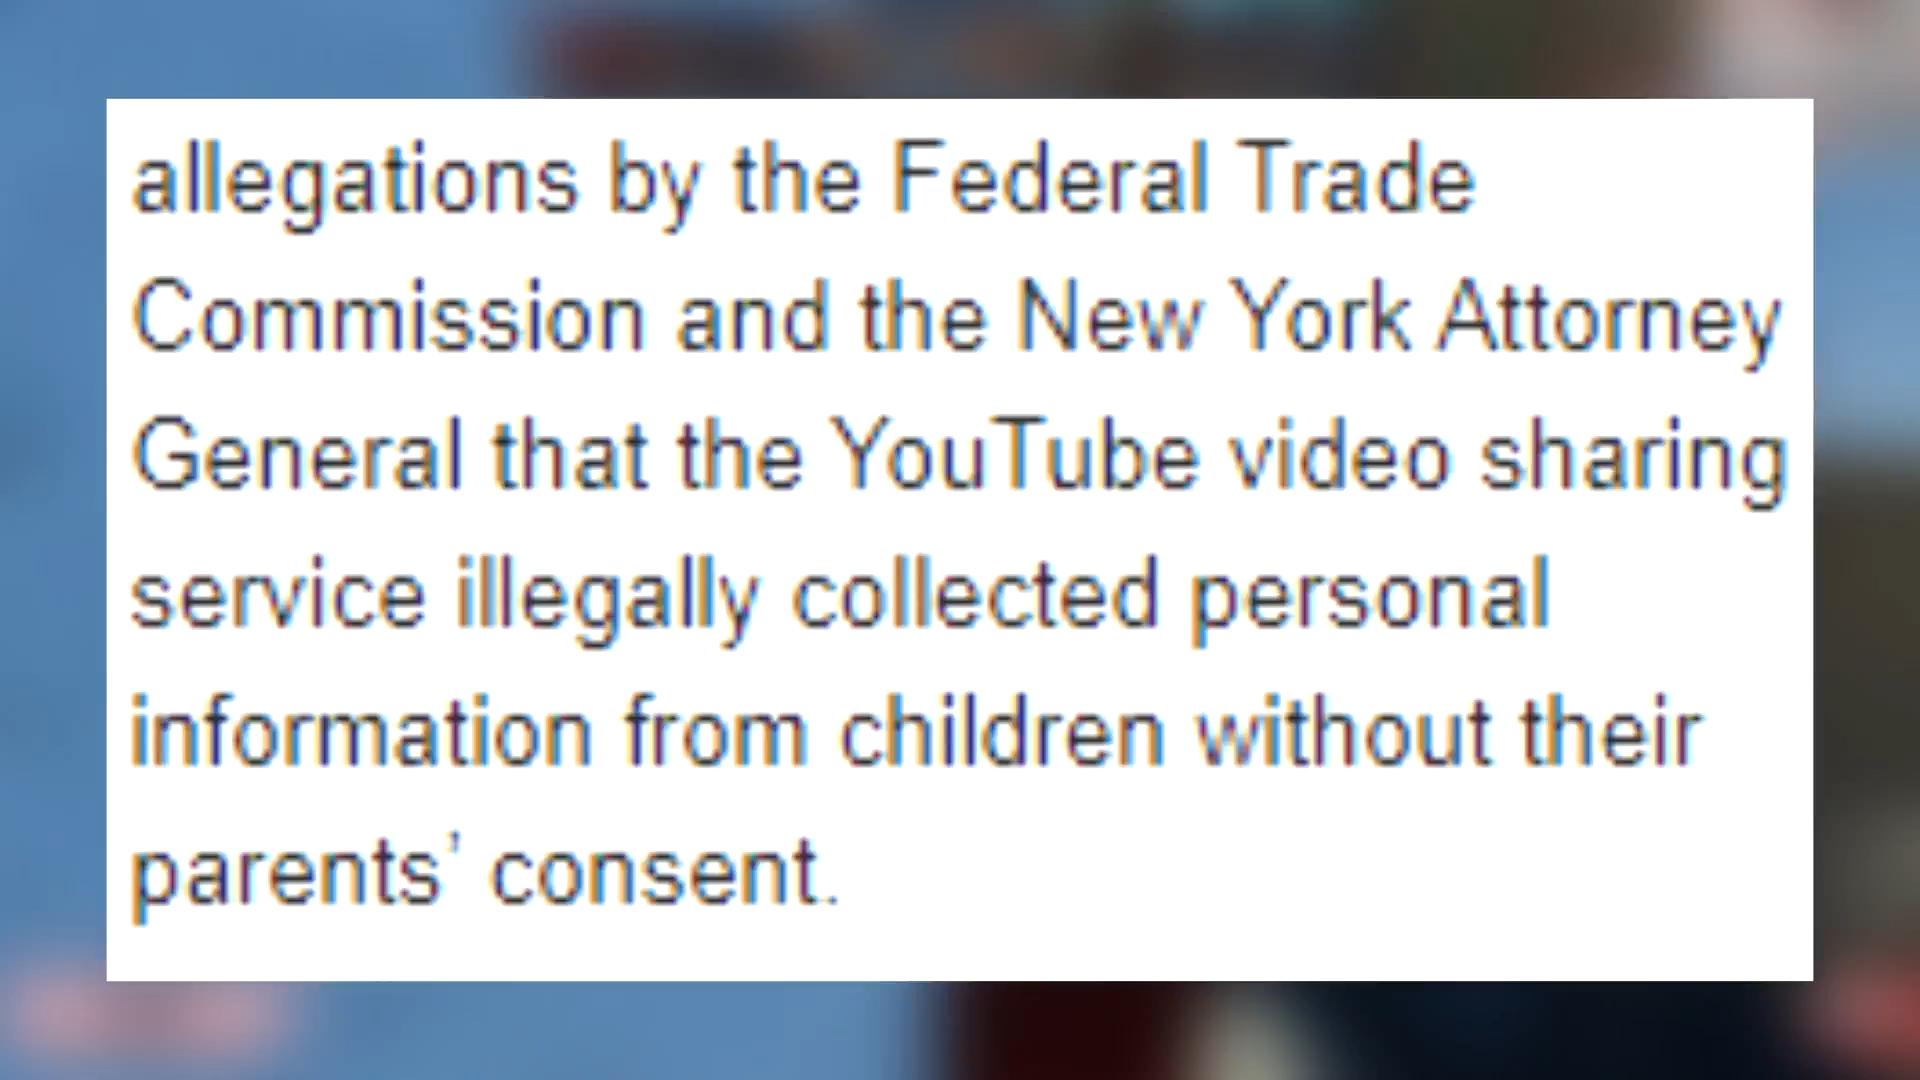 allegations by the Federal Trade
Commission and the New York Attorney
General that the YouTube video sharing
service illegally collected personal
information from children without their
parents’ consent.